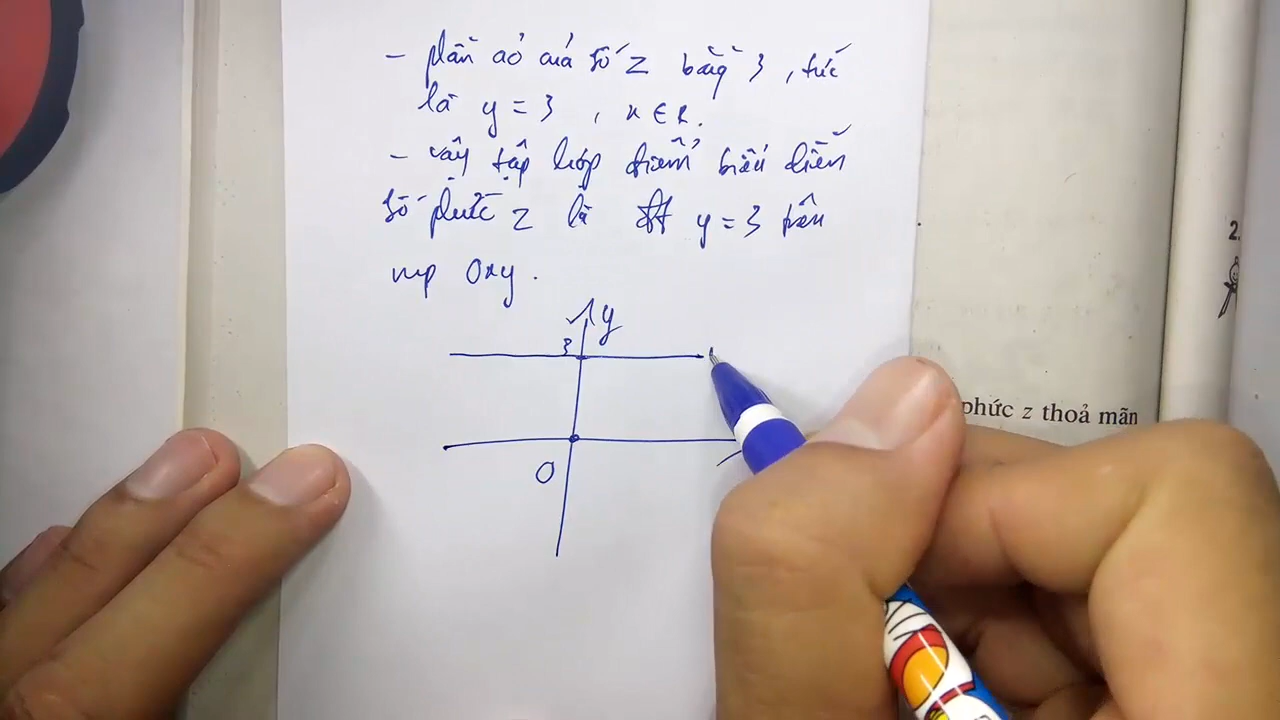 - phần ảo của số z bằng 3, tức
là y = 3, x ∈ R.
- vậy tập hợp điểm biểu diễn
số phức z là đt y = 3 trên
mp Oxy.
y
3
O
2.
phức z thoả mãn